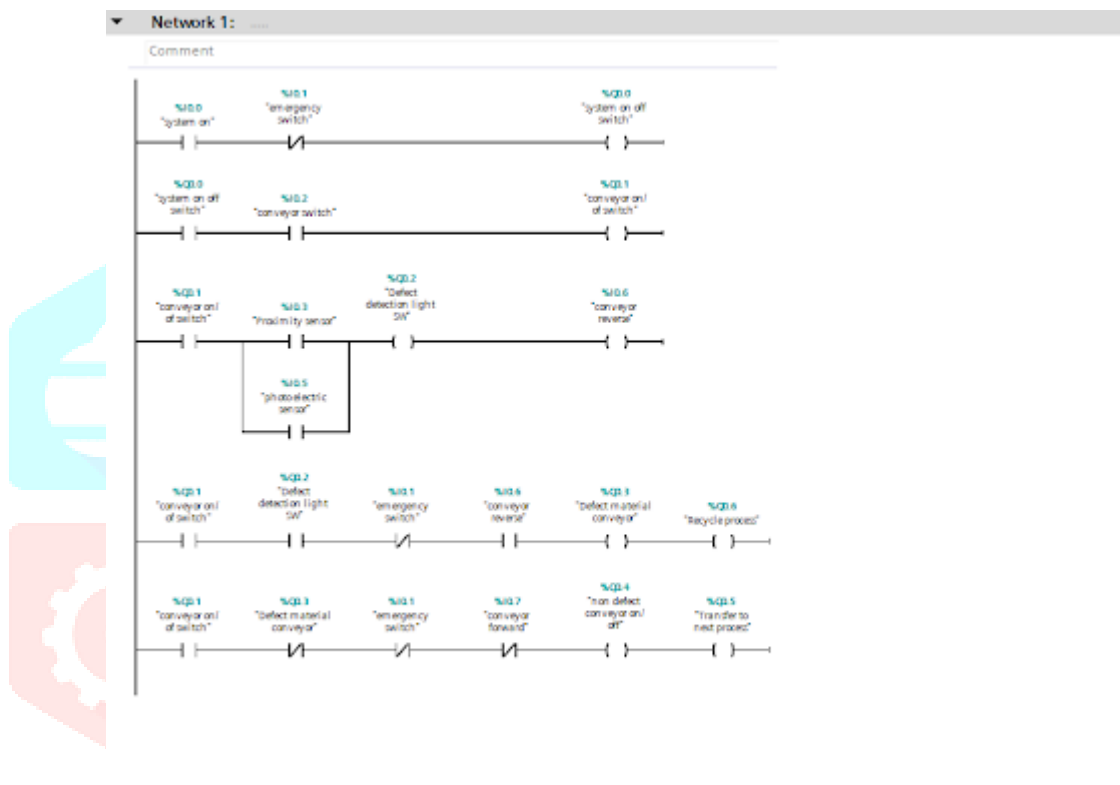 Network 1: .....
Comment
%I0.0
"system on"
%I0.1
"emergency
switch"
%Q0.0
"system on off
switch"
%Q0.0
"system on off
switch"
%I0.2
"conveyor switch"
%Q0.1
"conveyor on/
of switch"
%Q0.1
"conveyor on/
of switch"
%I0.3
"Proximity sensor"
%Q0.2
"Defect
detection light
SW"
%I0.6
"conveyor
reverse"
%I0.5
"photoelectric
sensor"
%Q0.1
"conveyor on/
of switch"
%Q0.2
"Defect
detection light
SW"
%I0.1
"emergency
switch"
%I0.6
"conveyor
reverse"
%Q0.3
"Defect material
conveyor"
%Q0.6
"Recycle process"
%Q0.1
"conveyor on/
of switch"
%Q0.3
"Defect material
conveyor"
%I0.1
"emergency
switch"
%I0.7
"conveyor
forward"
%Q0.4
"non defect
conveyor on/
off"
%Q0.5
"Transfer to
next process"